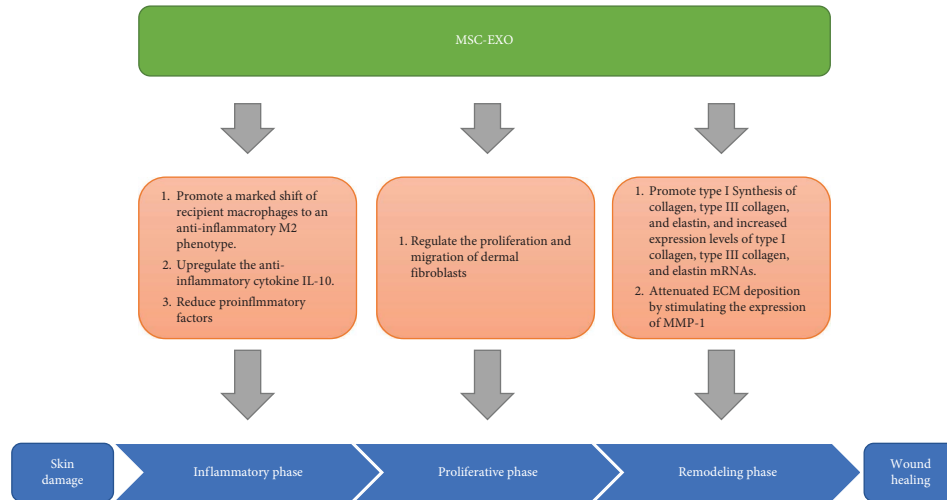 MSC-EXO
1. Promote a marked shift of
recipient macrophages to an
anti-inflammatory M2
phenotype.
2. Upregulate the anti-
inflammatory cytokine IL-10.
3. Reduce proinflmmatory
factors
1. Regulate the proliferation and
migration of dermal
fibroblasts
1. Promote type I Synthesis of
collagen, type III collagen,
and elastin, and increased
expression levels of type I
collagen, type III collagen,
and elastin mRNAs.
2. Attenuated ECM deposition
by stimulating the expression
of MMP-1
Skin
damage
Inflammatory phase
Proliferative phase
Remodeling phase
Wound
healing